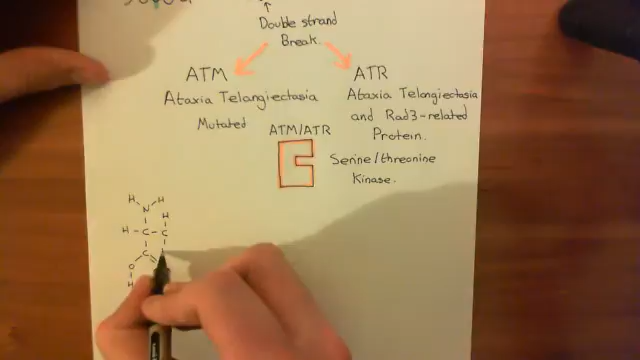 Double strand
Break.
ATM
ATR
Ataxia Telangiectasia
Mutated
Ataxia Telangiectasia
and Rad3-related
Protein.
ATM/ATR
Serine/threonine
Kinase.
H H
N H
H - C - C
C
O
H